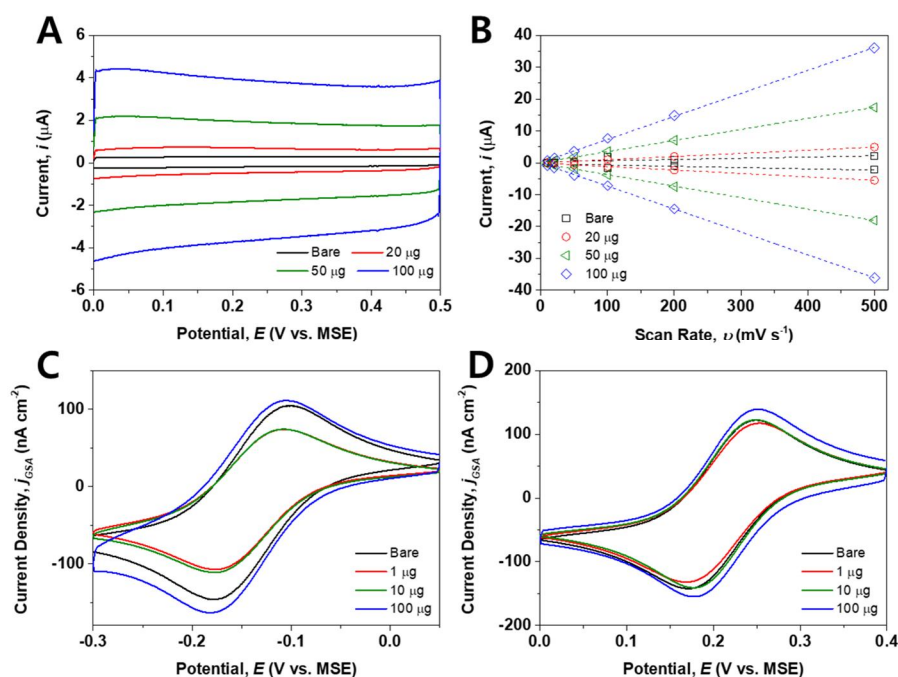 A
6
4
2
0
-2
-4
-6
Current, i (μA)
0.0 0.1 0.2 0.3 0.4 0.5
Potential, E (V vs. MSE)
Bare 20 μg
50 μg 100 μg
B
40
30
20
10
0
-10
-20
-30
-40
Current, i (μA)
0 100 200 300 400 500
Scan Rate, υ (mV s⁻¹)
Bare
20 μg
50 μg
100 μg
C
100
0
-100
Current Density, jGSA (nA cm⁻²)
-0.3 -0.2 -0.1 0.0
Potential, E (V vs. MSE)
Bare
1 μg
10 μg
100 μg
D
200
100
0
-100
-200
Current Density, jGSA (nA cm⁻²)
0.0 0.1 0.2 0.3 0.4
Potential, E (V vs. MSE)
Bare
1 μg
10 μg
100 μg